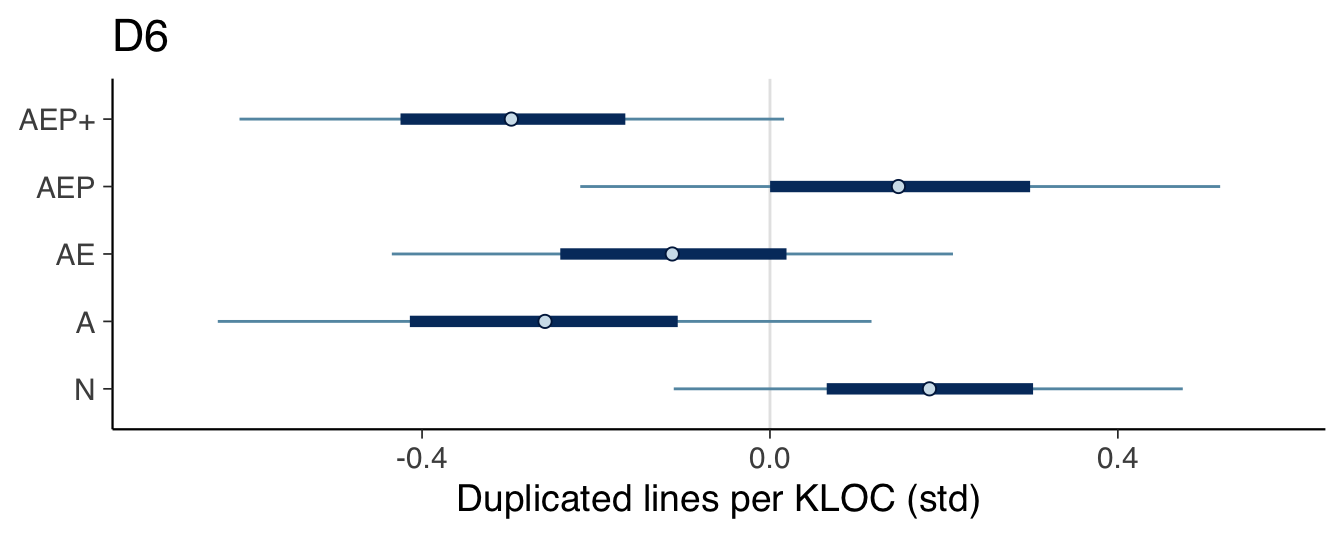 D6
AEP+
AEP
AE
A
N
-0.4 0.0 0.4
Duplicated lines per KLOC (std)